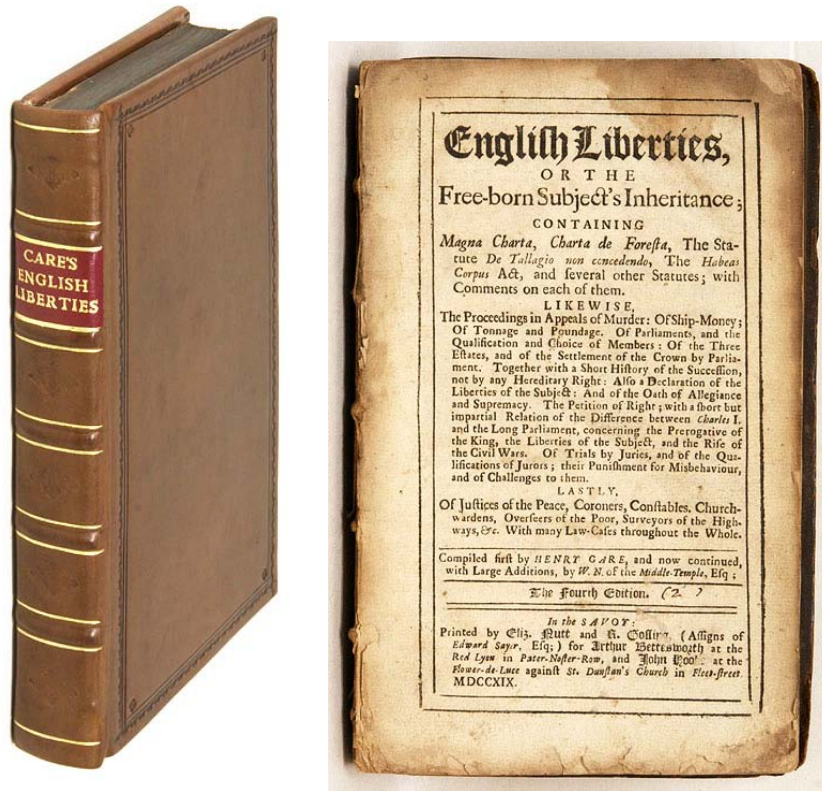 CARE'S
ENGLISH
LIBERTIES
Engliſh Liberties,
OR THE
Free-born Subject's Inheritance;
CONTAINING
Magna Charta, Charta de Foreſta, The Sta-
tute De Tallagio non concedendo, The Habeas
Corpus Act, and ſeveral other Statutes; with
Comments on each of them.
LIKEWISE,
The Proceedings in Appeals of Murder: Of Ship-Money;
Of Tonnage and Poundage. Of Parliaments, and the
Qualification and Choice of Members: Of the Three
Eſtates, and of the Settlement of the Crown by Parlia-
ment. Together with a Short Hiſtory of the Succeſſion,
not by any Hereditary Right: Alſo a Declaration of the
Liberties of the Subject: And of the Oath of Allegiance
and Supremacy. The Petition of Right; with a ſhort but
impartial Relation of the Difference between Charles I.
and the Long Parliament, concerning the Prerogative of
the King, the Liberties of the Subject, and the Riſe of
the Civil Wars. Of Trials by Juries, and of the Qua-
lifications of Jurors; their Puniſhment for Misbehaviour,
and of Challenges to them.
LASTLY,
Of Juſtices of the Peace, Coroners, Conſtables. Church-
wardens, Overſeers of the Poor, Surveyors of the High-
ways, &c. With many Law-Caſes throughout the Whole.
Compiled firſt by HENRY CARE, and now continued,
with Large Additions, by W. N. of the Middle-Temple, Eſq;
The Fourth Edition. (2 )
In the SAVOY:
Printed by Eliz. Nutt and R. Goſling, (Aſſigns of
Edward Sayer, Eſq;) for Arthur Betteſworth at the
Red Lyon in Pater-Noſter-Row, and John at the
Flower-de-Luce againſt St. Dunſtan's Church in Fleet-ſtreet
MDCCXIX.